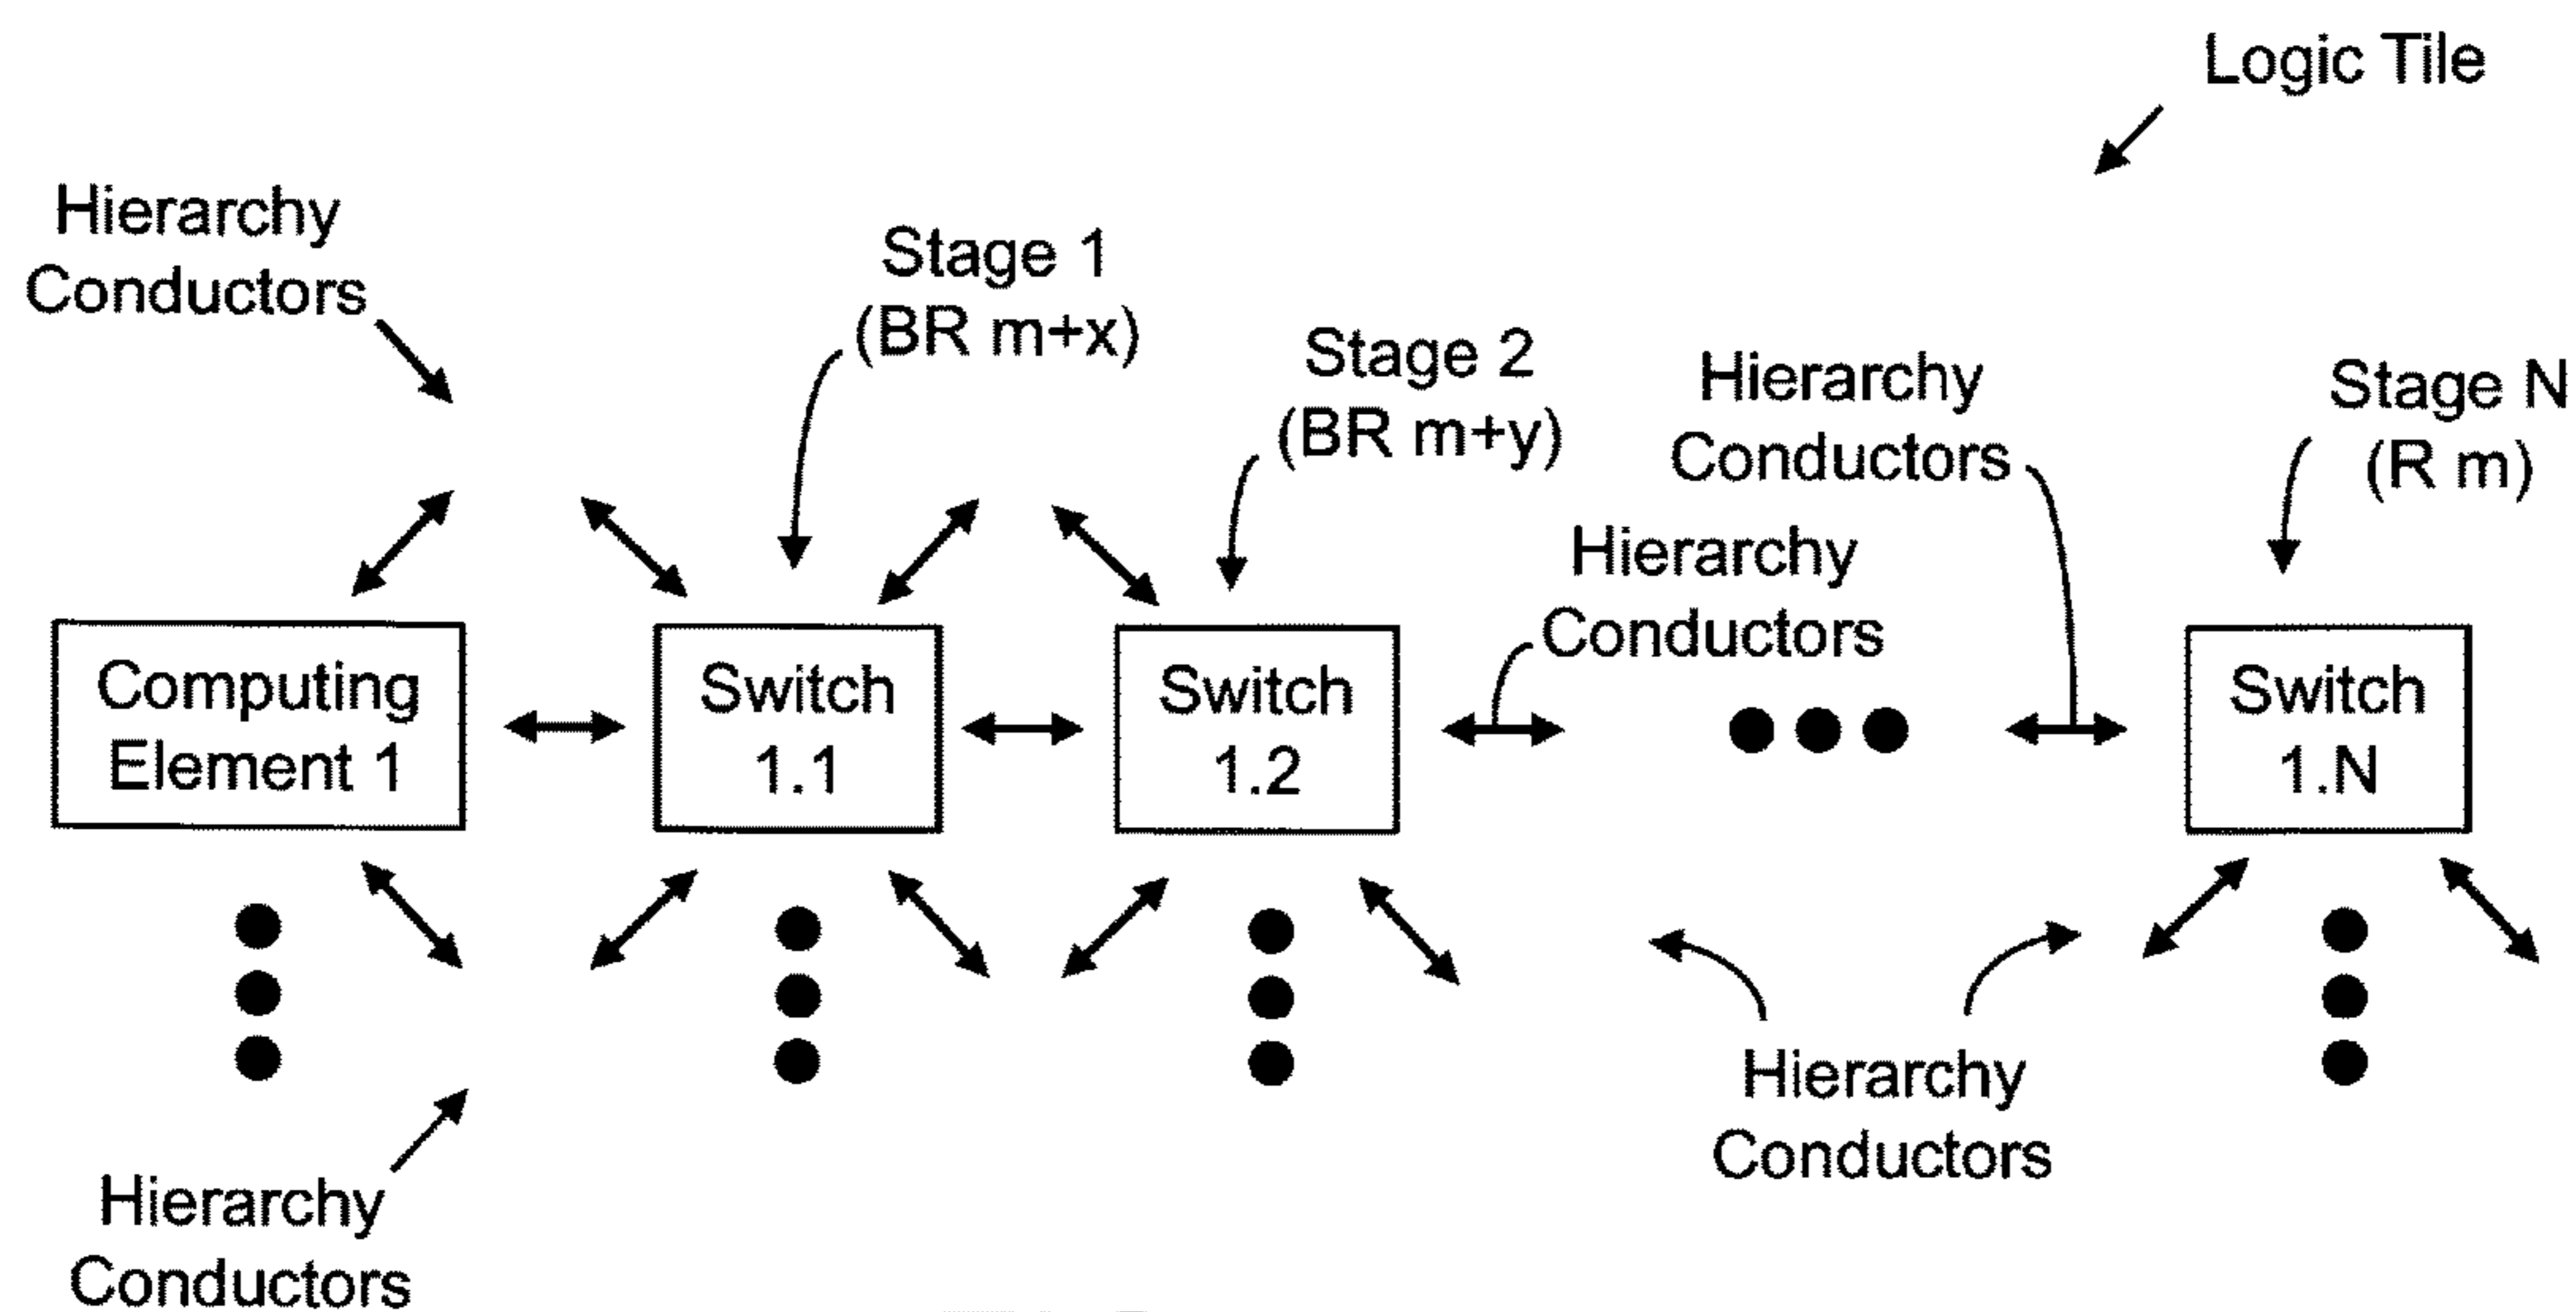 Logic Tile
Hierarchy
Conductors
Stage 1
(BR m+x)
Stage 2
(BR m+y)
Hierarchy
Conductors
Stage N
(R m)
Hierarchy
Conductors
Computing
Element 1
Switch
1.1
Switch
1.2
Switch
1.N
Hierarchy
Conductors
Hierarchy
Conductors